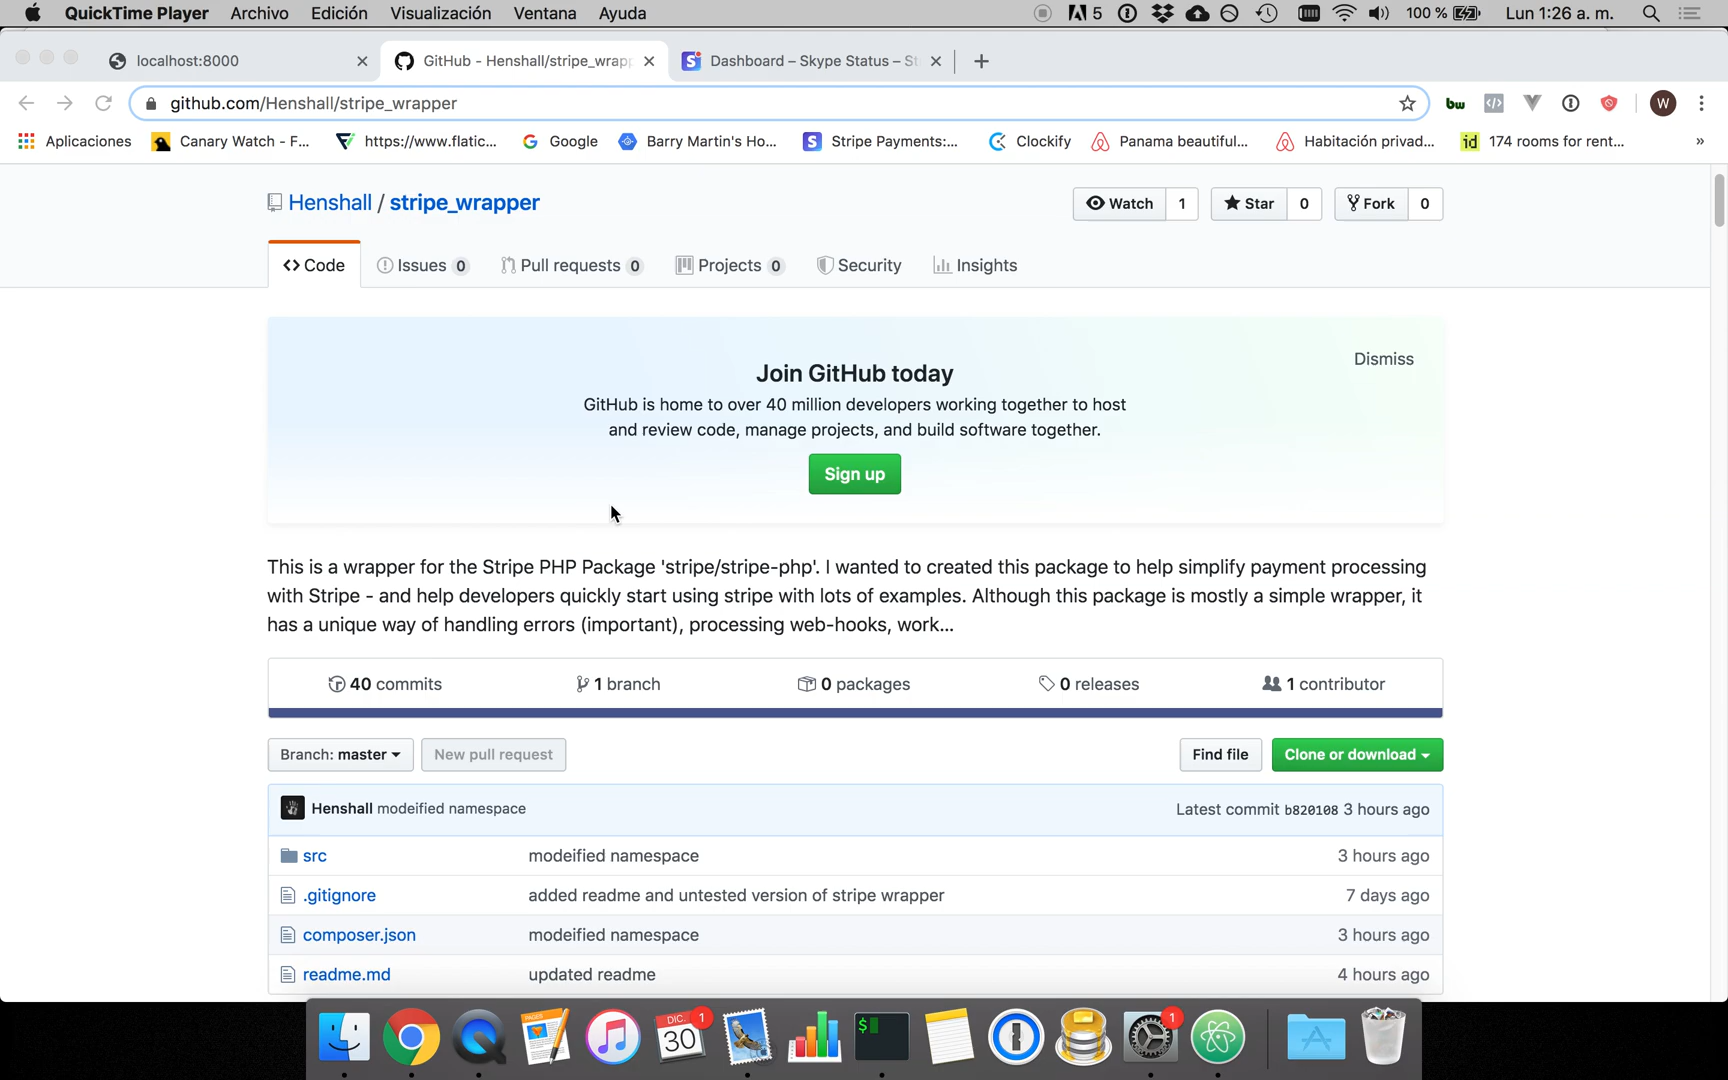 QuickTime Player Archivo Edición Visualización Ventana Ayuda 5 100 % Lun 1:26 a. m.
localhost:8000 GitHub - Henshall/stripe_wrapp Dashboard – Skype Status – St
github.com/Henshall/stripe_wrapper bw W
Aplicaciones Canary Watch - F... https://www.flatic... Google Barry Martin's Ho... Stripe Payments:... Clockify Panama beautiful... Habitación privad... id 174 rooms for rent... »
Henshall / stripe_wrapper Watch 1 Star 0 Fork 0
Code Issues 0 Pull requests 0 Projects 0 Security Insights
Dismiss
Join GitHub today
GitHub is home to over 40 million developers working together to host
and review code, manage projects, and build software together.
Sign up
This is a wrapper for the Stripe PHP Package 'stripe/stripe-php'. I wanted to created this package to help simplify payment processing
with Stripe - and help developers quickly start using stripe with lots of examples. Although this package is mostly a simple wrapper, it
has a unique way of handling errors (important), processing web-hooks, work...
40 commits 1 branch 0 packages 0 releases 1 contributor
Branch: master New pull request Find file Clone or download
Henshall modeified namespace Latest commit b820108 3 hours ago
src modeified namespace 3 hours ago
.gitignore added readme and untested version of stripe wrapper 7 days ago
composer.json modeified namespace 3 hours ago
readme.md updated readme 4 hours ago
PAGES DIC. 30 1 $ 1